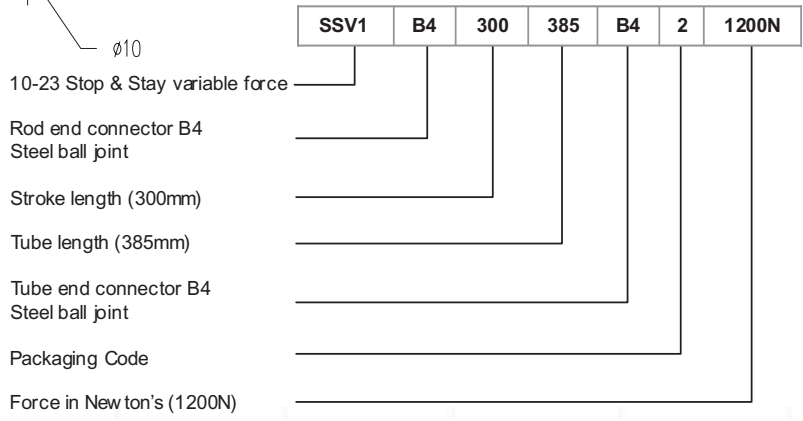 SSV1 B4 300 385 B4 2 1200N
ø10
10-23 Stop & Stay variable force
Rod end connector B4
Steel ball joint
Stroke length (300mm)
Tube length (385mm)
Tube end connector B4
Steel ball joint
Packaging Code
Force in Newton's (1200N)